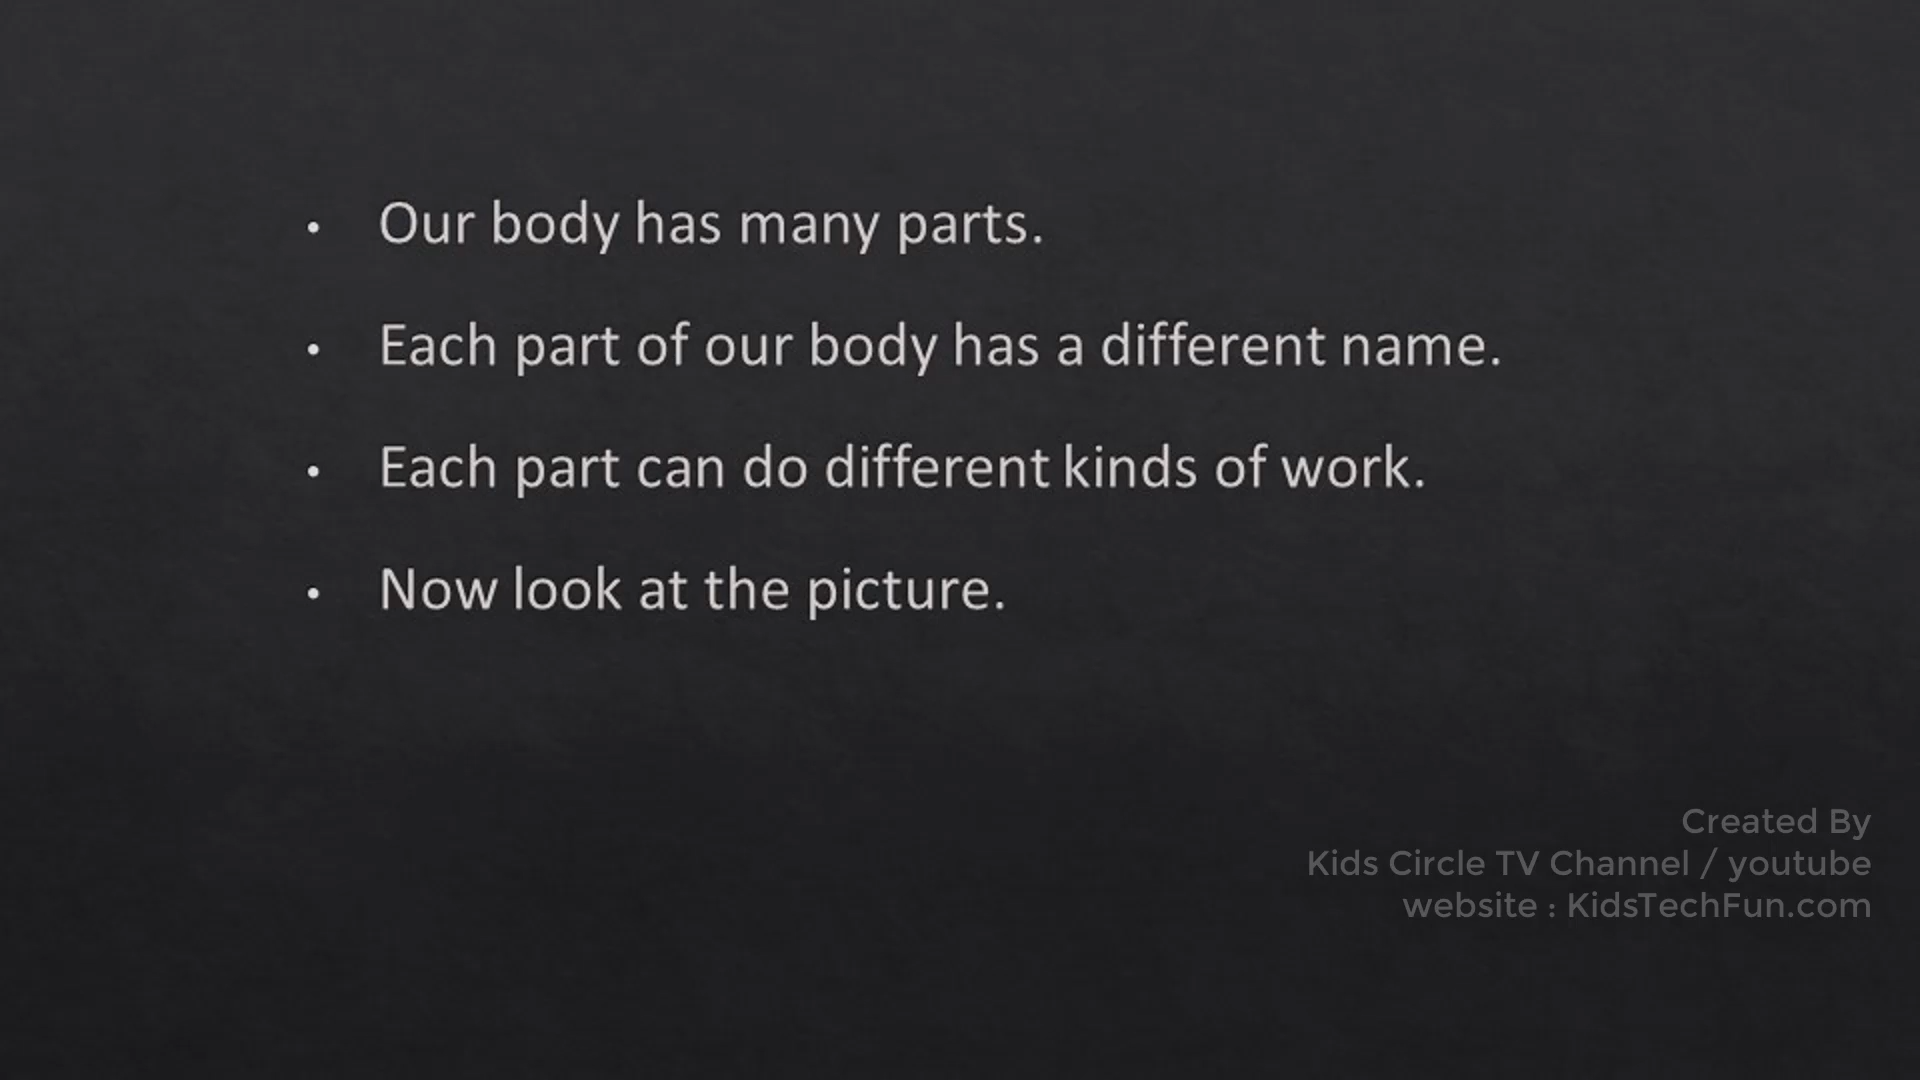 • Our body has many parts.
• Each part of our body has a different name.
• Each part can do different kinds of work.
• Now look at the picture.
Created By
Kids Circle TV Channel / youtube
website : KidsTechFun.com